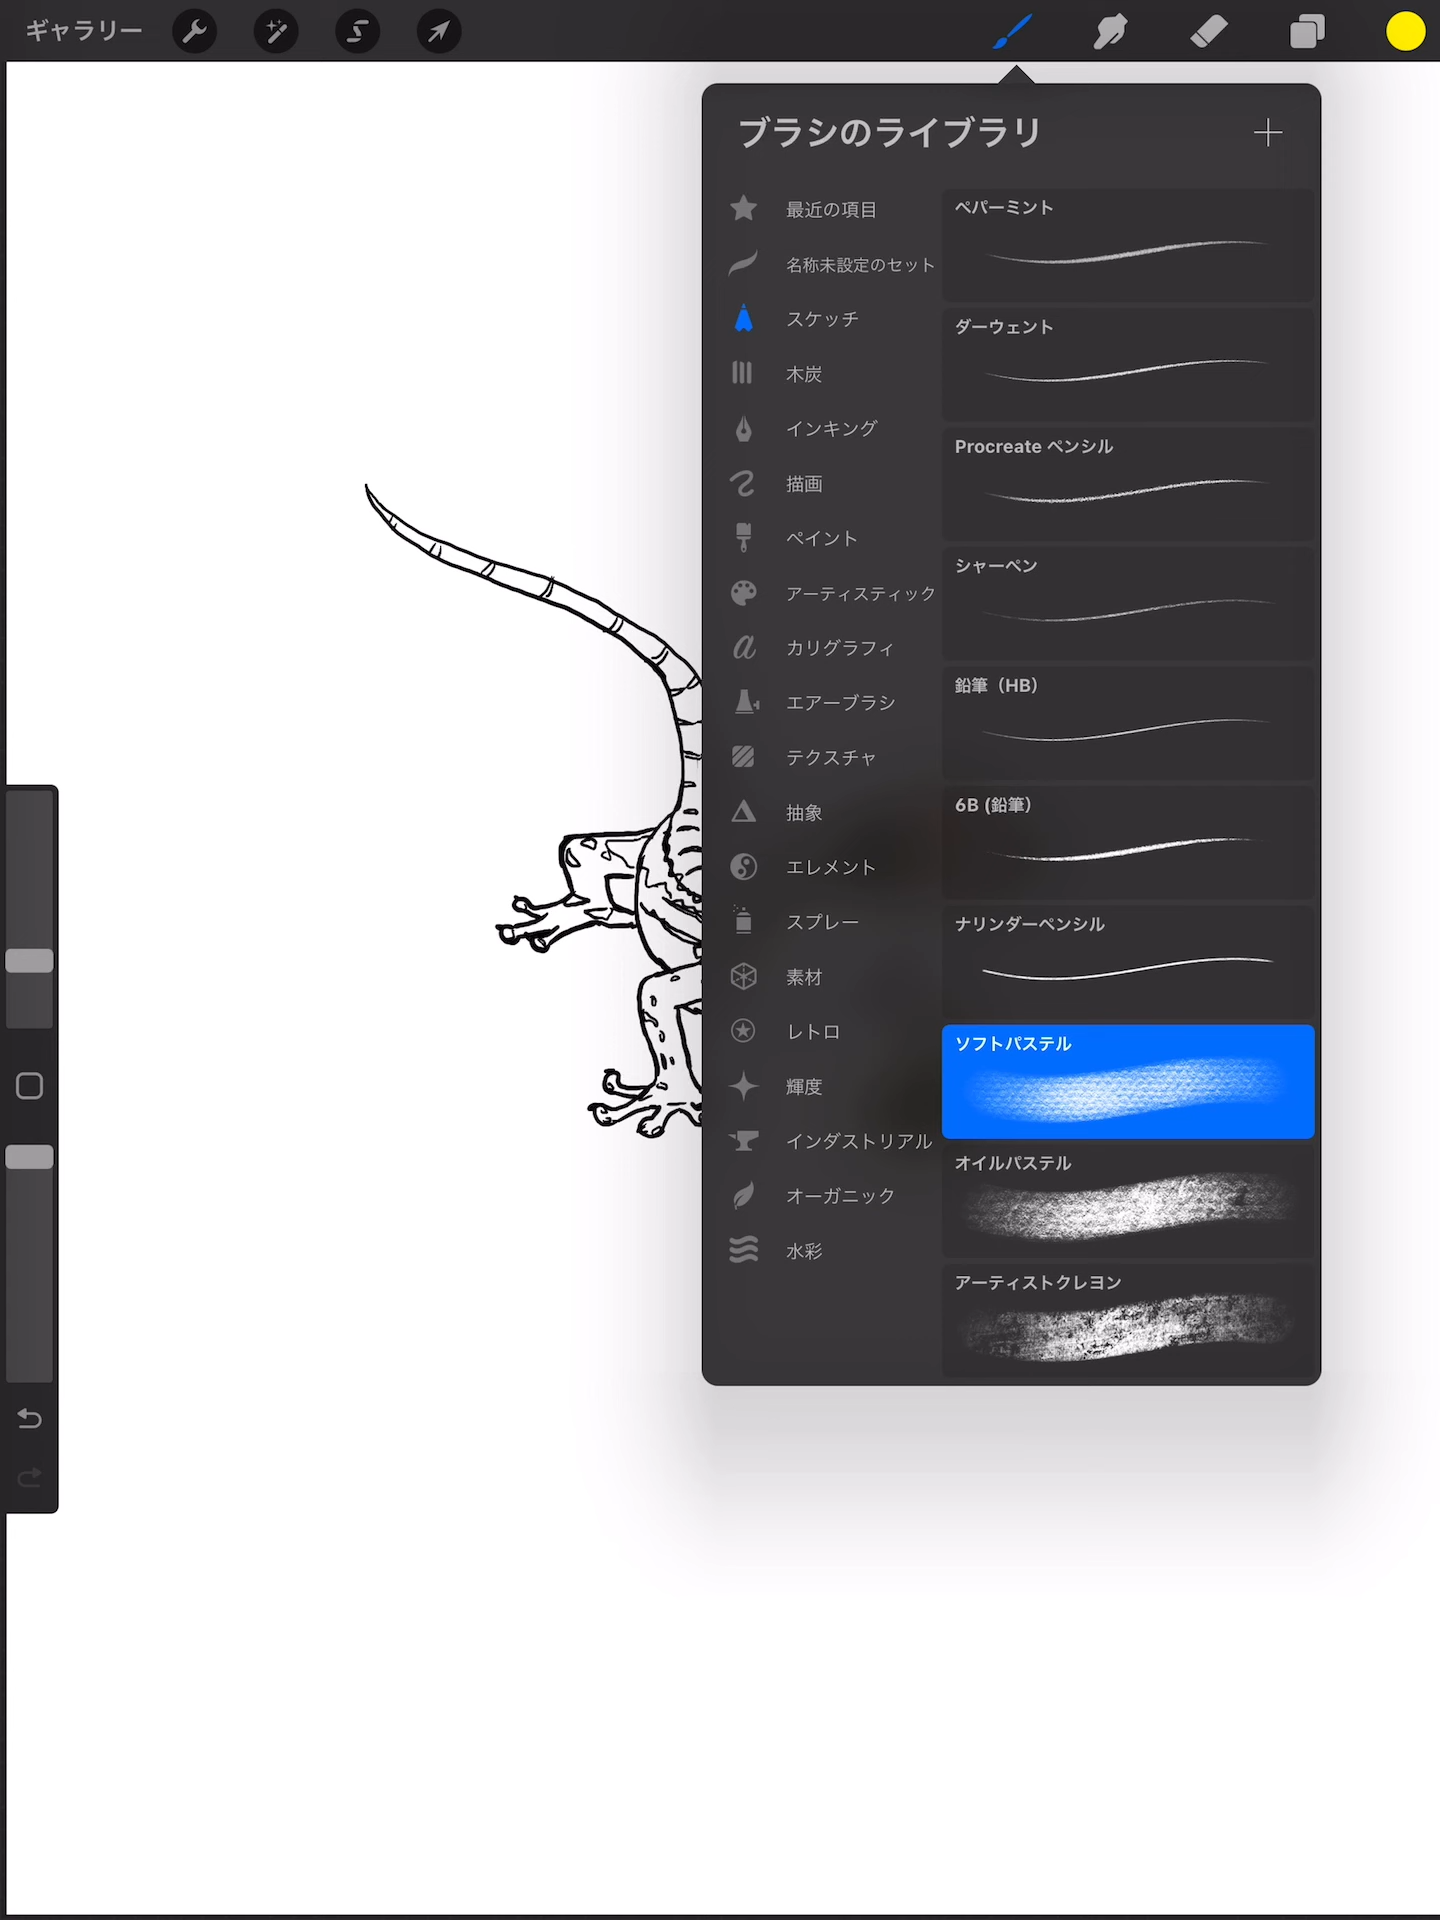 ギャラリー
ブラシのライブラリ
最近の項目
名称未設定のセット
スケッチ
木炭
インキング
描画
ペイント
アーティスティック
カリグラフィ
エアーブラシ
テクスチャ
抽象
エレメント
スプレー
素材
レトロ
輝度
インダストリアル
オーガニック
水彩
ペパーミント
ダーウェント
Procreate ペンシル
シャーペン
鉛筆（HB）
6B (鉛筆）
ナリンダーペンシル
ソフトパステル
オイルパステル
アーティストクレヨン